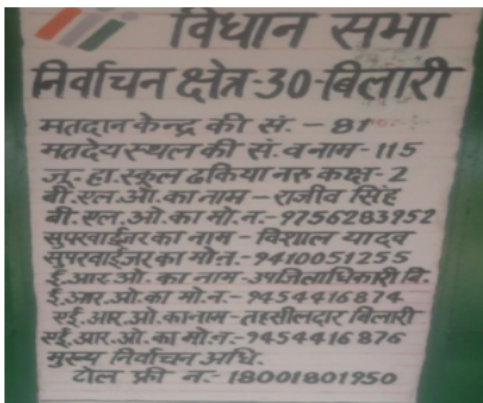 विधान सभा
निर्वाचन क्षेत्र-30-बिलारी
मतदान केन्द्र की सं. - 81
मतदेय स्थल की सं. व नाम - 115
जू. हा. स्कूल ढकिया नरु कक्ष - 2
बी. एल. ओ. का नाम - राजीव सिंह
बी. एल. ओ. का मो. न. - 9756283952
सुपरवाईजर का नाम - विशाल यादव
सुपरवाईजर का मो.न. - 9410051255
ई. आर. ओ. का नाम - उपजिलाधिकारी बि.
ई. आर. ओ. का मो. न. - 9454416874
एई. आर. ओ. का नाम - तहसीलदार बिलारी
एई. आर. ओ. का मो. न. - 9454416876
मुख्य निर्वाचन अधि.
टोल फ्री न. - 18001801950